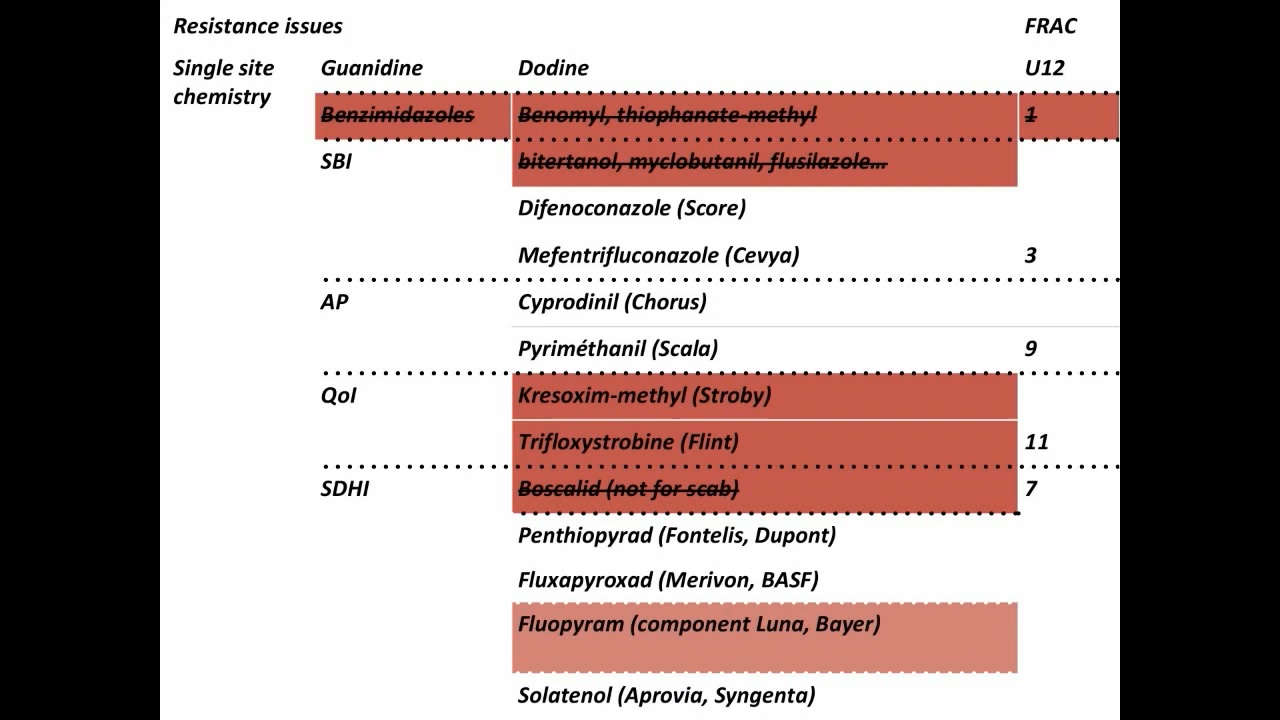 Resistance issues FRAC
Single site chemistry Guanidine Dodine U12
Benzimidazoles Benomyl, thiophanate-methyl 1
SBI bitertanol, myclobutanil, flusilazole...
Difenoconazole (Score)
Mefentrifluconazole (Cevya) 3
AP Cyprodinil (Chorus)
Pyriméthanil (Scala) 9
QoI Kresoxim-methyl (Stroby)
Trifloxystrobine (Flint) 11
SDHI Boscalid (not for scab) 7
Penthiopyrad (Fontelis, Dupont)
Fluxapyroxad (Merivon, BASF)
Fluopyram (component Luna, Bayer)
Solatenol (Aprovia, Syngenta)